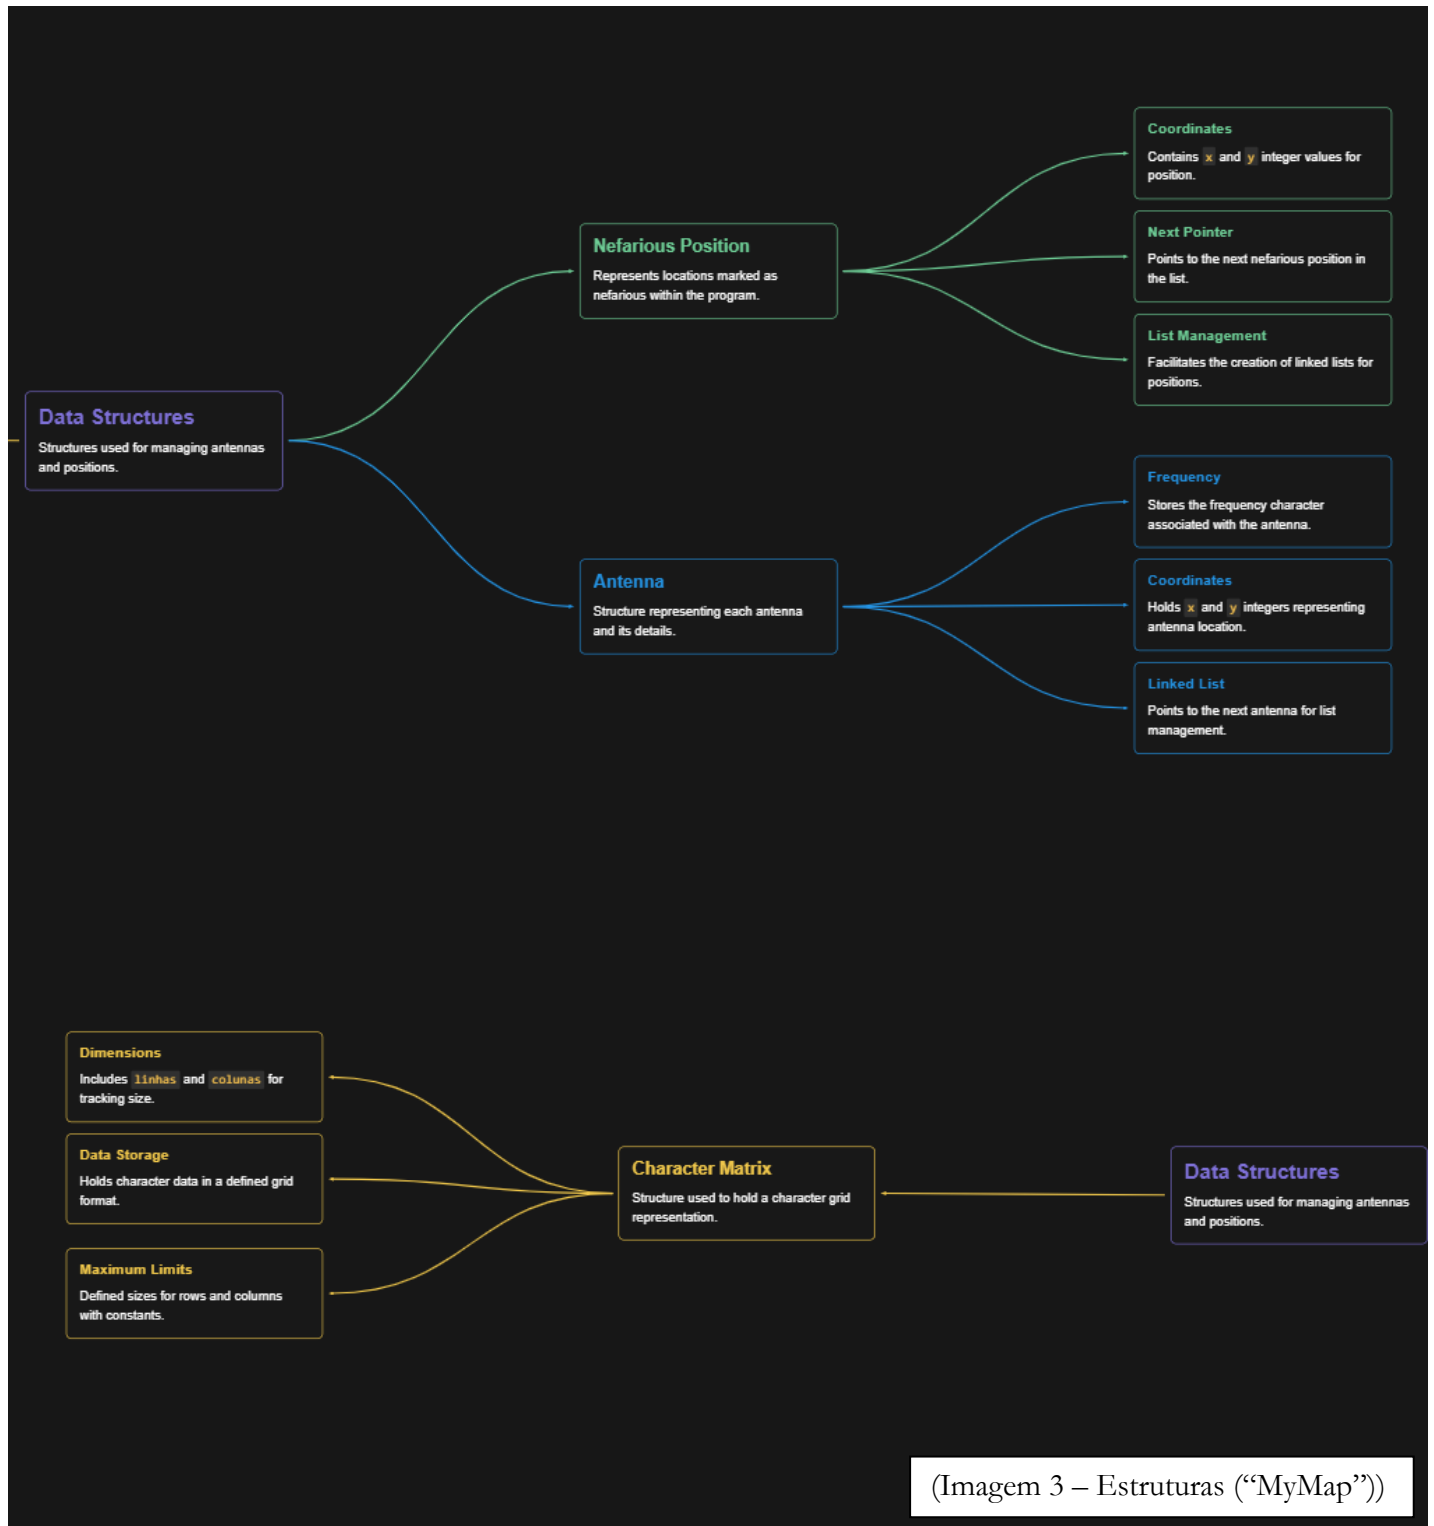 Data Structures
Structures used for managing antennas
and positions.
Nefarious Position
Represents locations marked as
nefarious within the program.
Coordinates
Contains x and y integer values for
position.
Next Pointer
Points to the next nefarious position in
the list.
List Management
Facilitates the creation of linked lists for
positions.
Antenna
Structure representing each antenna
and its details.
Frequency
Stores the frequency character
associated with the antenna.
Coordinates
Holds x and y integers representing
antenna location.
Linked List
Points to the next antenna for list
management.
Data Structures
Structures used for managing antennas
and positions.
Character Matrix
Structure used to hold a character grid
representation.
Dimensions
Includes linhas and colunas for
tracking size.
Data Storage
Holds character data in a defined grid
format.
Maximum Limits
Defined sizes for rows and columns
with constants.
(Imagem 3 – Estruturas (“MyMap”))